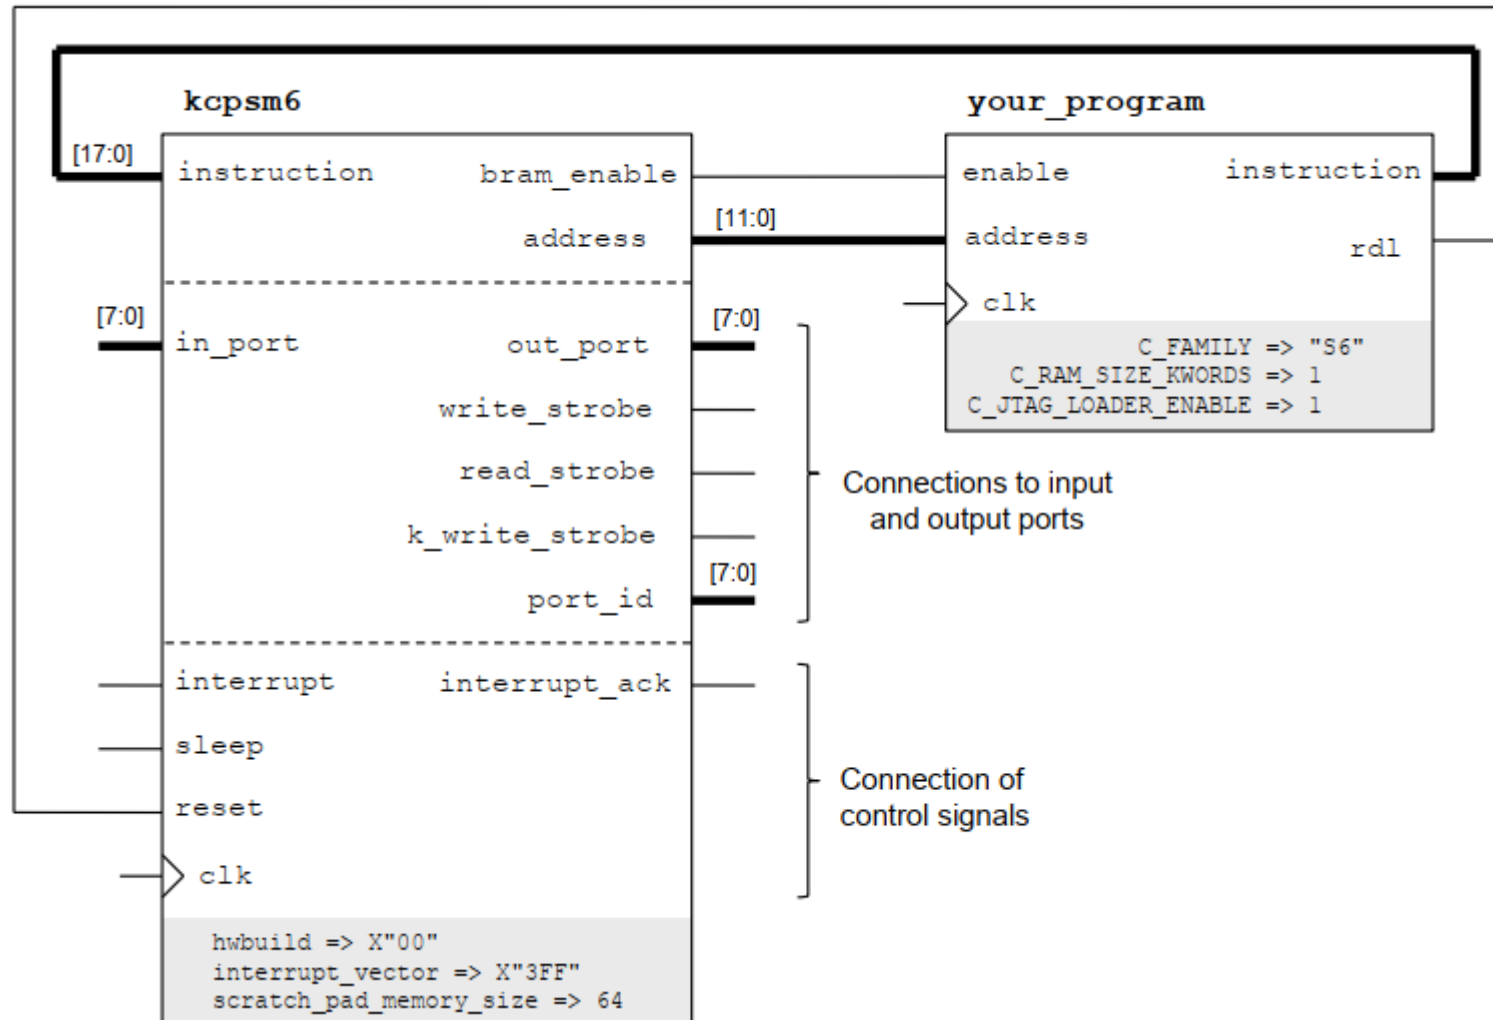 kcpsm6
your_program
[17:0]
instruction
bram_enable
enable
instruction
[11:0]
address
address
rdl
clk
[7:0]
[7:0]
in_port
out_port
C_FAMILY => "S6"
C_RAM_SIZE_KWORDS => 1
C_JTAG_LOADER_ENABLE => 1
write_strobe
read_strobe
Connections to input
and output ports
k_write_strobe
[7:0]
port_id
interrupt
interrupt_ack
sleep
Connection of
control signals
reset
clk
hwbuild => X"00"
interrupt_vector => X"3FF"
scratch_pad_memory_size => 64